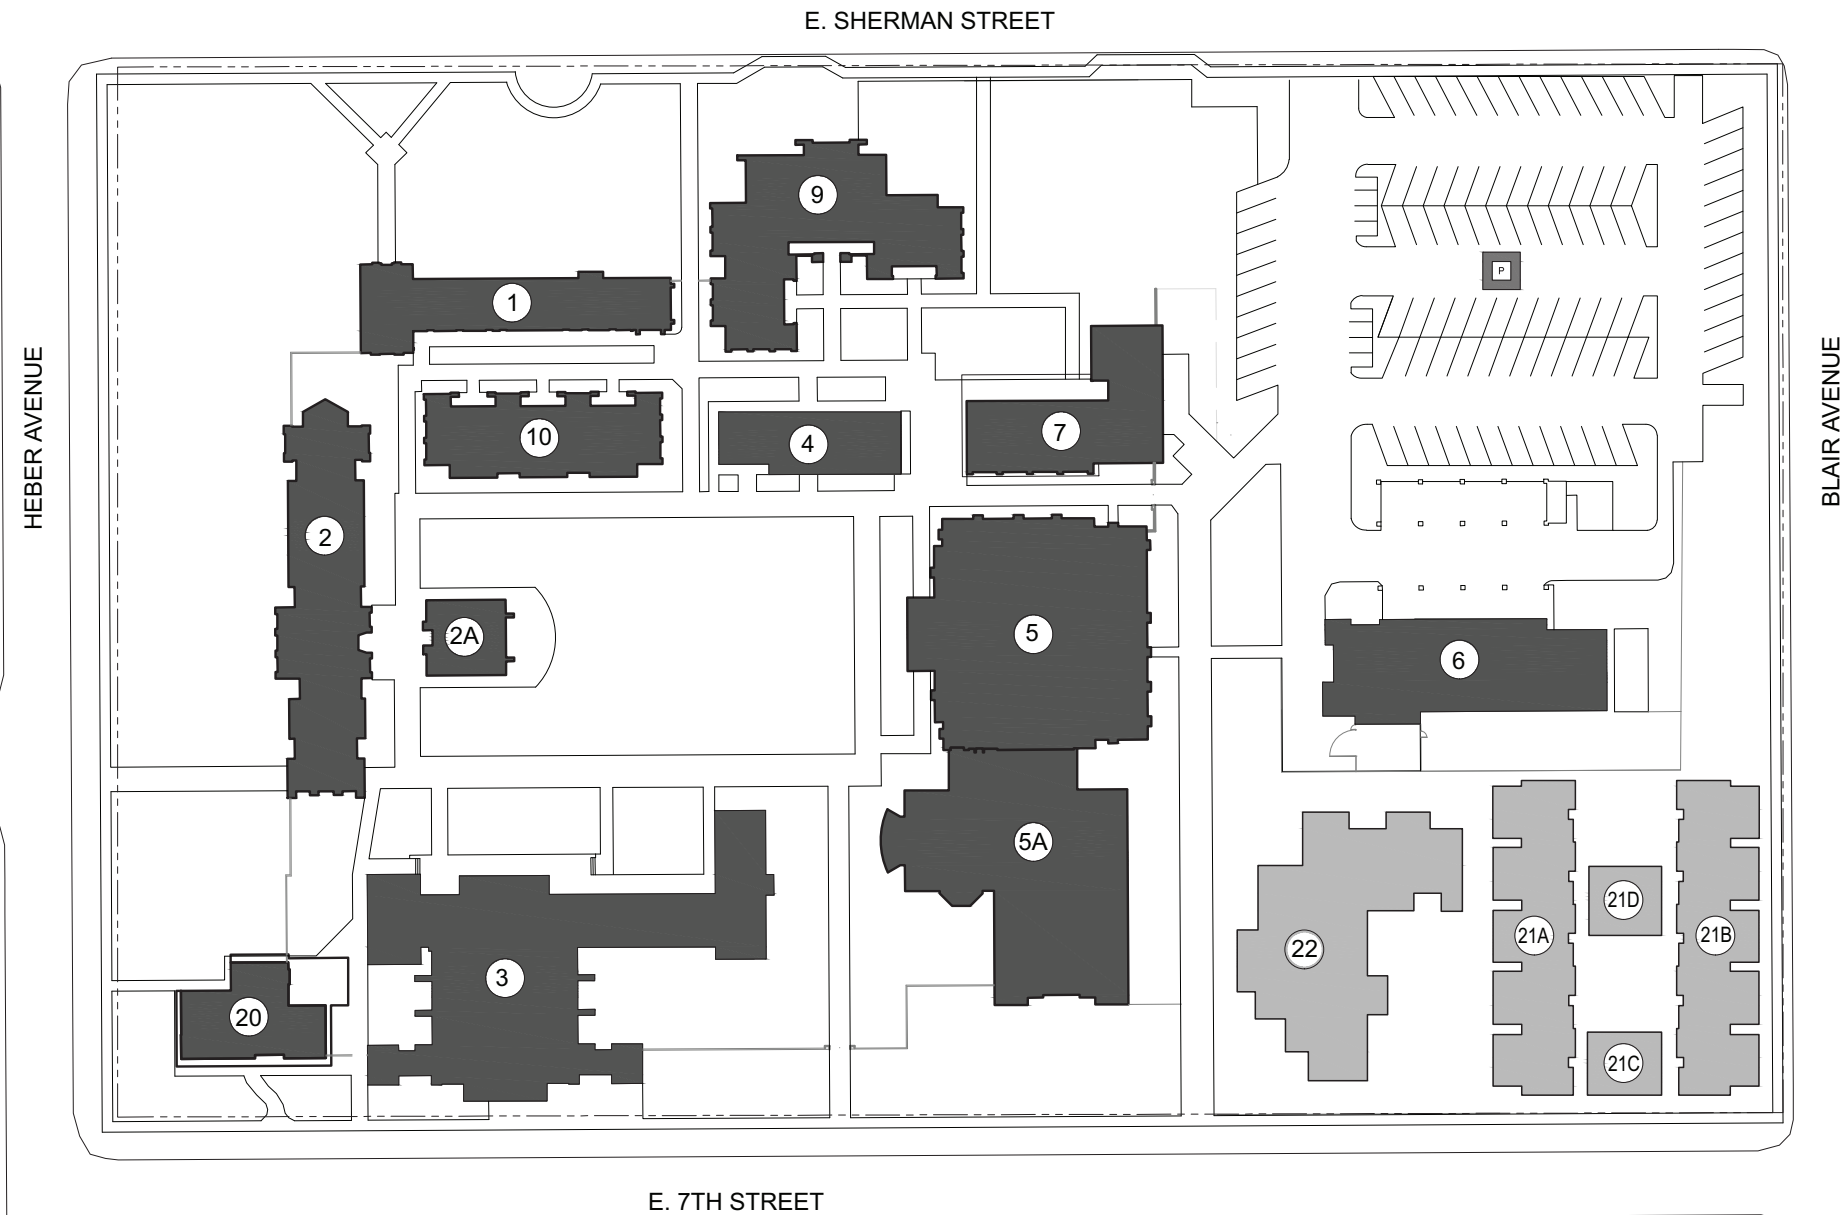 E. SHERMAN STREET
9
P
1
HEBER AVENUE
BLAIR AVENUE
10
4
7
2
2A
5
6
5A
22
21A
21D
21B
3
20
21C
E. 7TH STREET